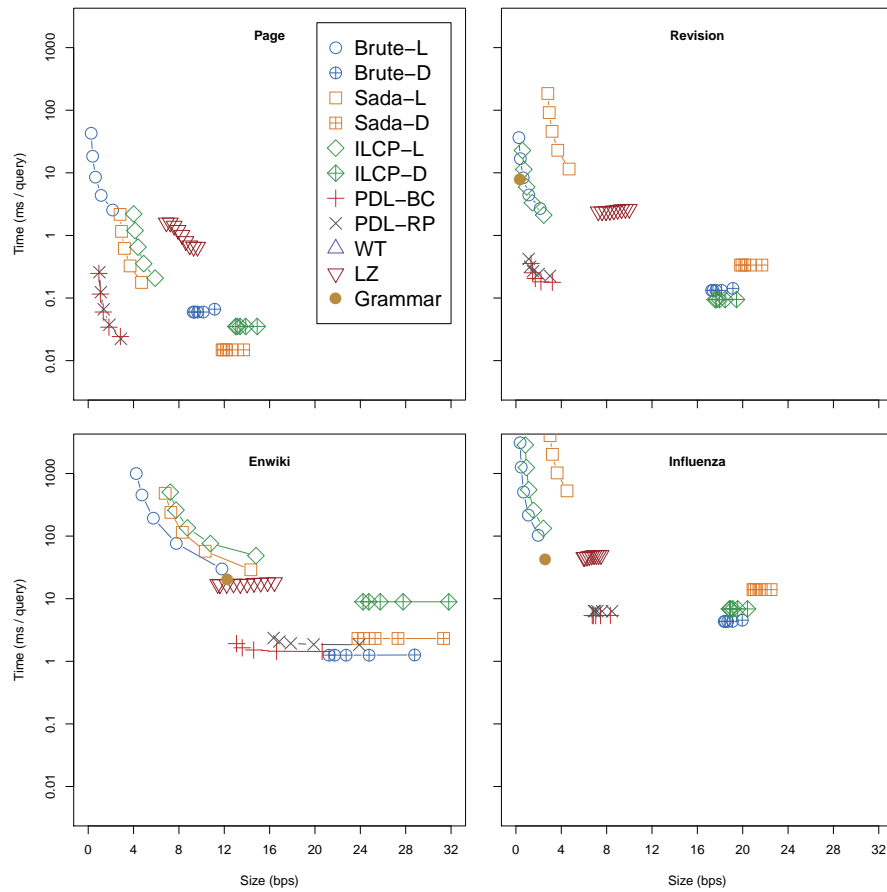 Page
Revision
Brute−L
Brute−D
Sada−L
Sada−D
ILCP−L
ILCP−D
PDL−BC
PDL−RP
WT
LZ
Grammar
Time (ms / query)
1000
100
10
1
0.1
0.01
Enwiki
Influenza
Time (ms / query)
1000
100
10
1
0.1
0.01
0 4 8 12 16 20 24 28 32
0 4 8 12 16 20 24 28 32
Size (bps)
Size (bps)